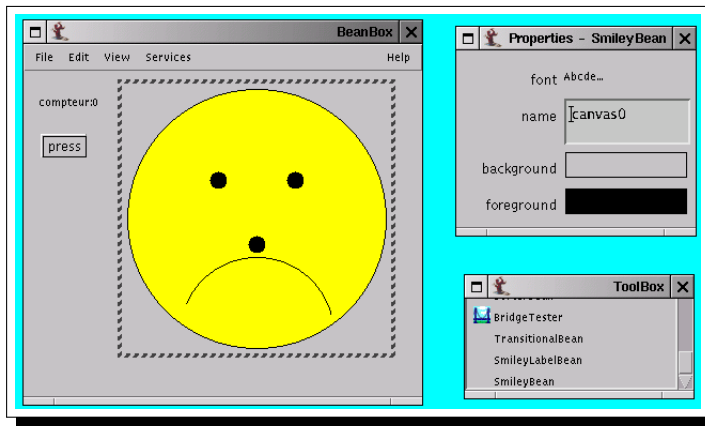 BeanBox
File Edit View Services Help
compteur:0
press
Properties - SmileyBean
font Abcde...
name canvas0
background
foreground
ToolBox
BridgeTester
TransitionalBean
SmileyLabelBean
SmileyBean